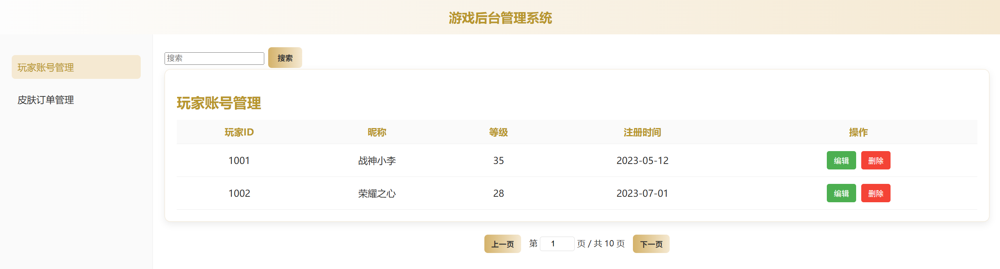 游戏后台管理系统
玩家账号管理
皮肤订单管理
搜索 搜索
玩家账号管理
玩家ID 昵称 等级 注册时间 操作
1001 战神小李 35 2023-05-12 编辑 删除
1002 荣耀之心 28 2023-07-01 编辑 删除
上一页 第 1 页 / 共 10 页 下一页